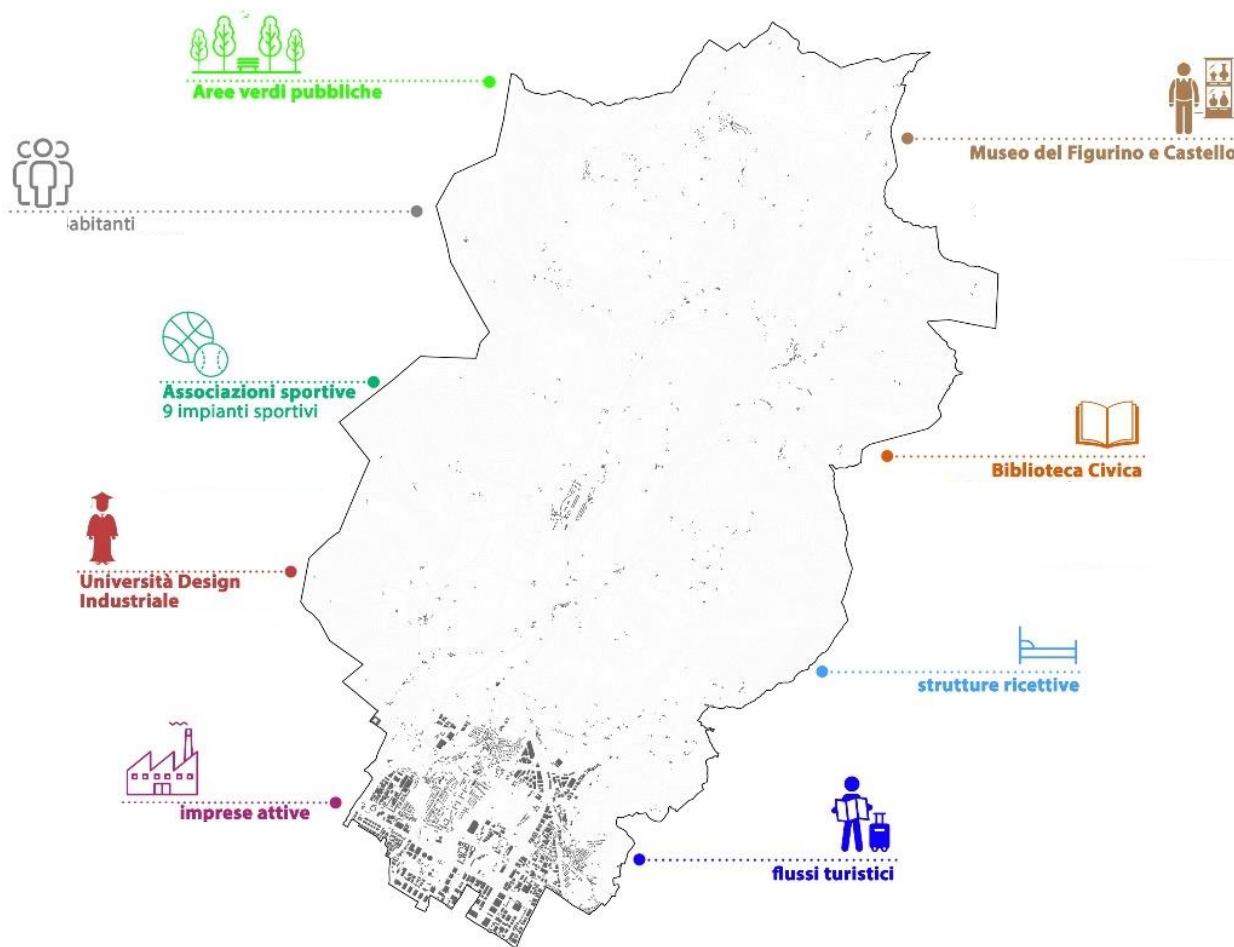 Aree verdi pubbliche
Museo del Figurino e Castello
abitanti
Associazioni sportive
9 impianti sportivi
Biblioteca Civica
Università Design
Industriale
strutture ricettive
imprese attive
flussi turistici